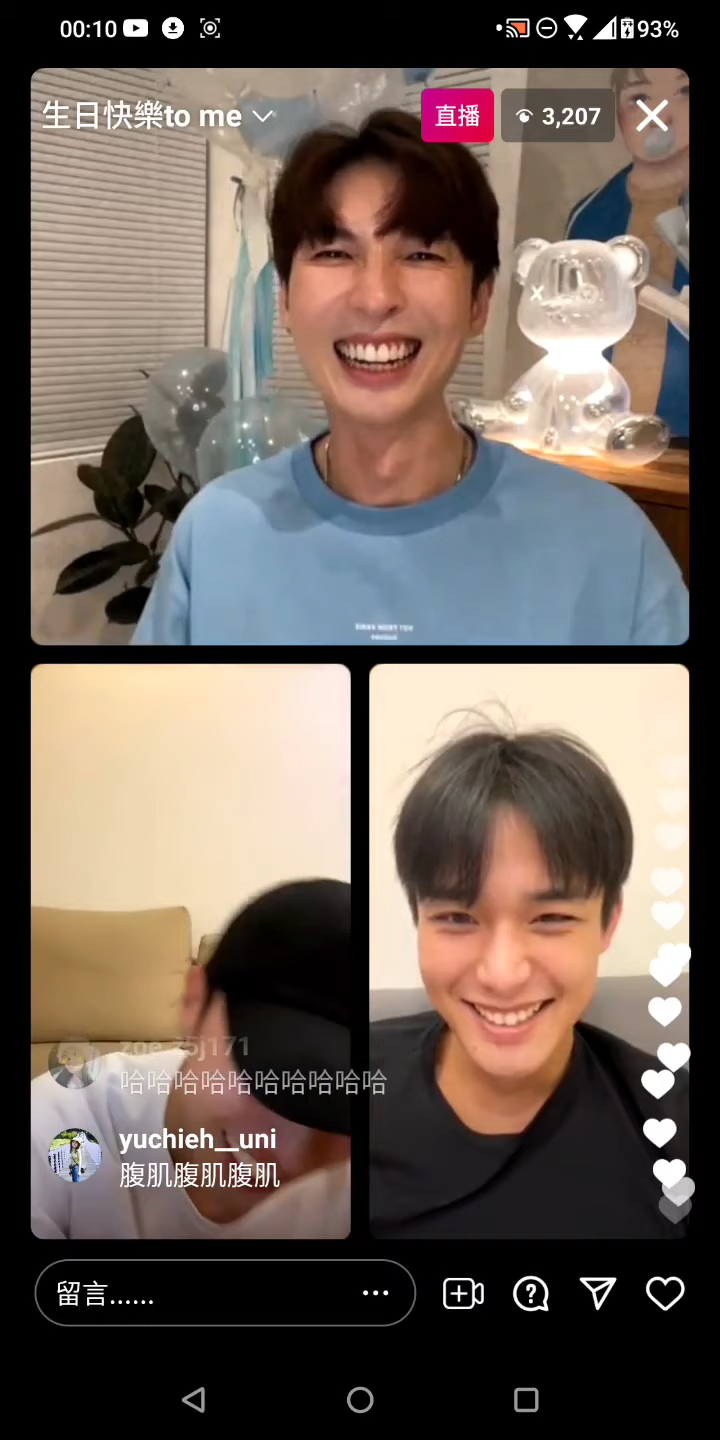 00:10
93%
生日快樂to me
直播
3,207
zoe_35j171
哈哈哈哈哈哈哈哈哈哈
yuchieh__uni
腹肌腹肌腹肌
留言......